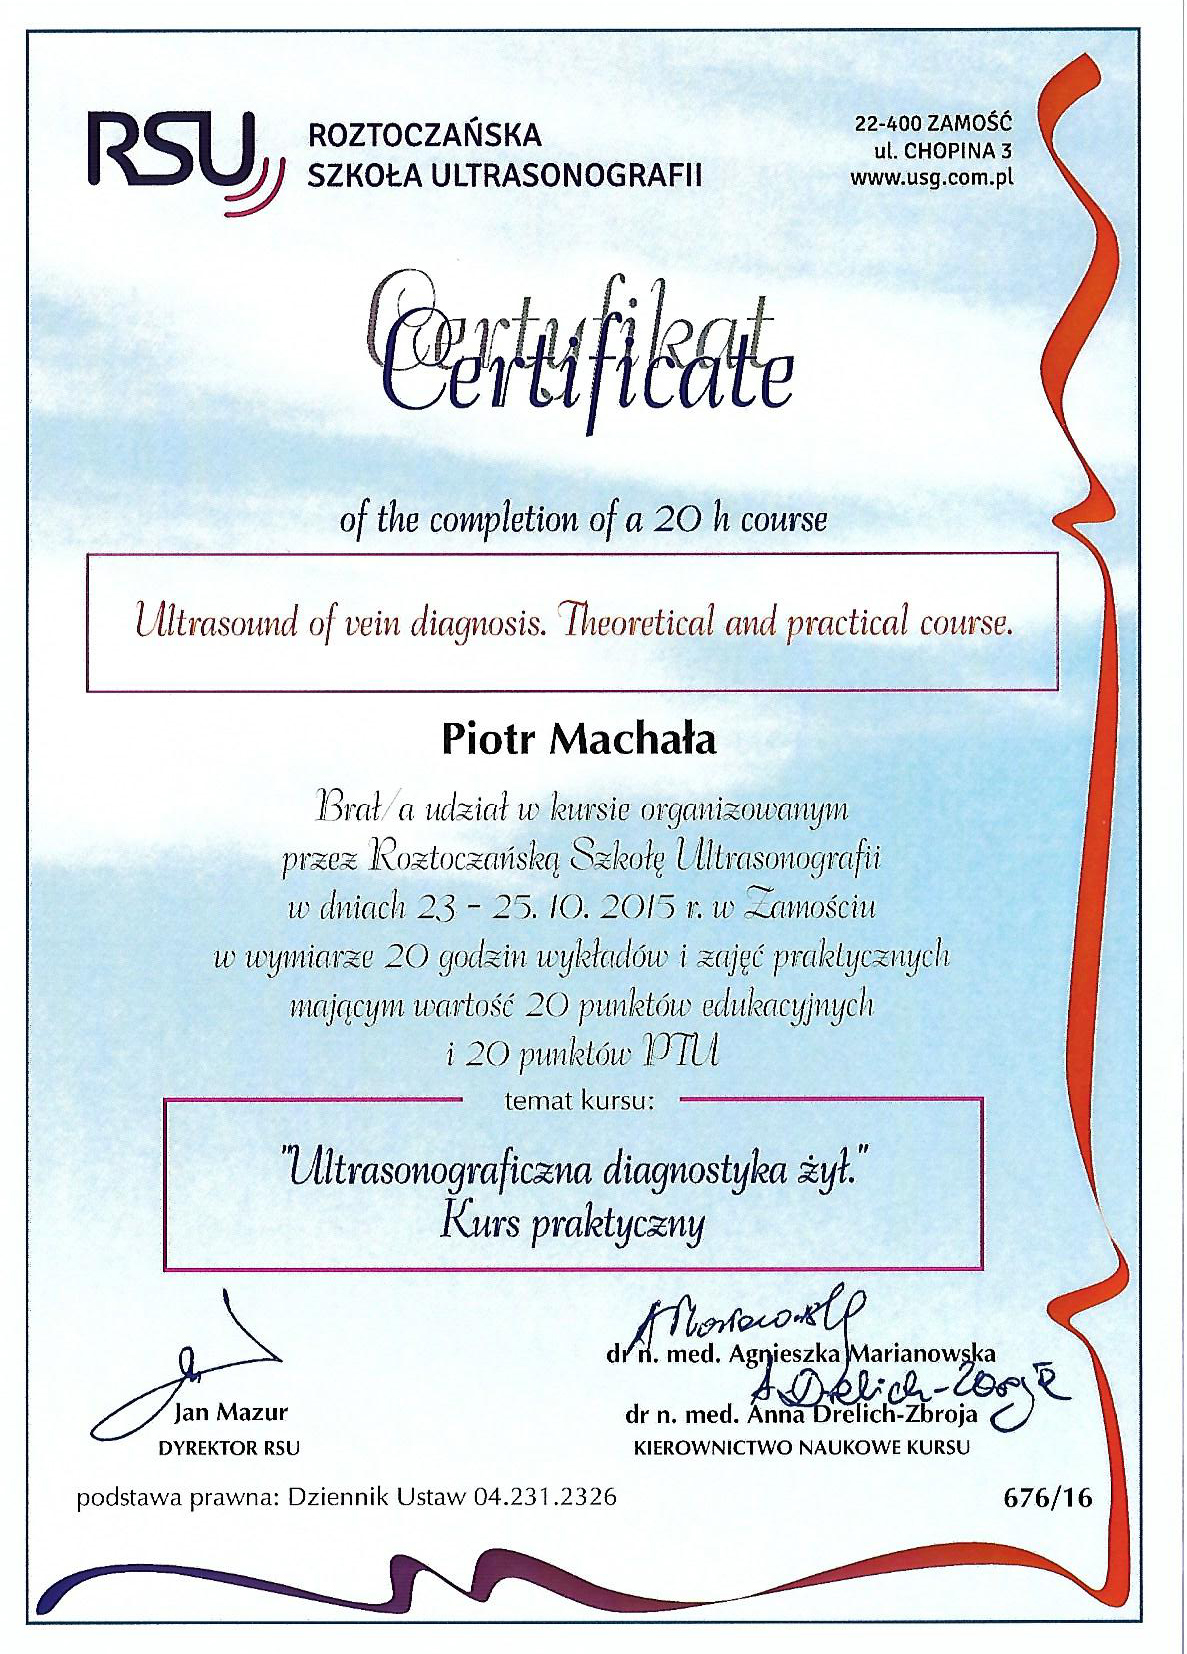 RSU
ROZTOCZAŃSKA
SZKOŁA ULTRASONOGRAFII
22-400 ZAMOŚĆ
ul. CHOPINA 3
www.usg.com.pl
Certyfikat
Certificate
of the completion of a 20 h course
Ultrasound of vein diagnosis. Theoretical and practical course.
Piotr Machała
Brał/a udział w kursie organizowanym
przez Roztoczańską Szkołę Ultrasonografii
w dniach 23 - 25. 10. 2015 r. w Zamościu
w wymiarze 20 godzin wykładów i zajęć praktycznych
mającym wartość 20 punktów edukacyjnych
i 20 punktów PTU
temat kursu:
"Ultrasonograficzna diagnostyka żył."
Kurs praktyczny
dr n. med. Agnieszka Marianowska
A. Drelich-Zbroja
Jan Mazur
DYREKTOR RSU
dr n. med. Anna Drelich-Zbroja
KIEROWNICTWO NAUKOWE KURSU
podstawa prawna: Dziennik Ustaw 04.231.2326
676/16